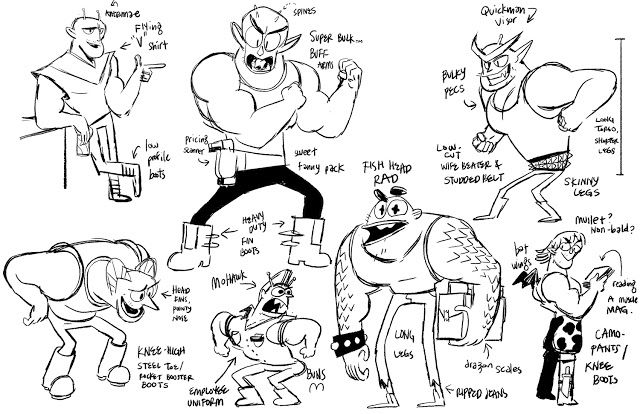 ANTENNAE
"Flying
"V"
shirt
low
profile
boots
SPINES
SUPER BULK™
BUFF
ARMS
pricing
scanner
sweet
fanny pack
HEAVY
DUTY
FIN
BOOTS
Quickman
Visor
BULKY
PECS
LOW-
CUT
WIFE BEATER &
STUDDED BELT
LONG
TORSO,
SHORTER
LEGS
SKINNY
LEGS
HEAD
FINS,
POINTY
NOSE
KNEE-HIGH
STEEL TOE/
ROCKET BOOSTER
BOOTS
MOHAWK
EMPLOYEE
UNIFORM
BUNS
FISH HEAD
RAD
LONG
LEGS
dragon scales
RIPPED JEANS
mullet?
Non-bald?
bat
wings
reading
A muscle
MAG.
CAMO-
PANTS/
KNEE
BOOTS